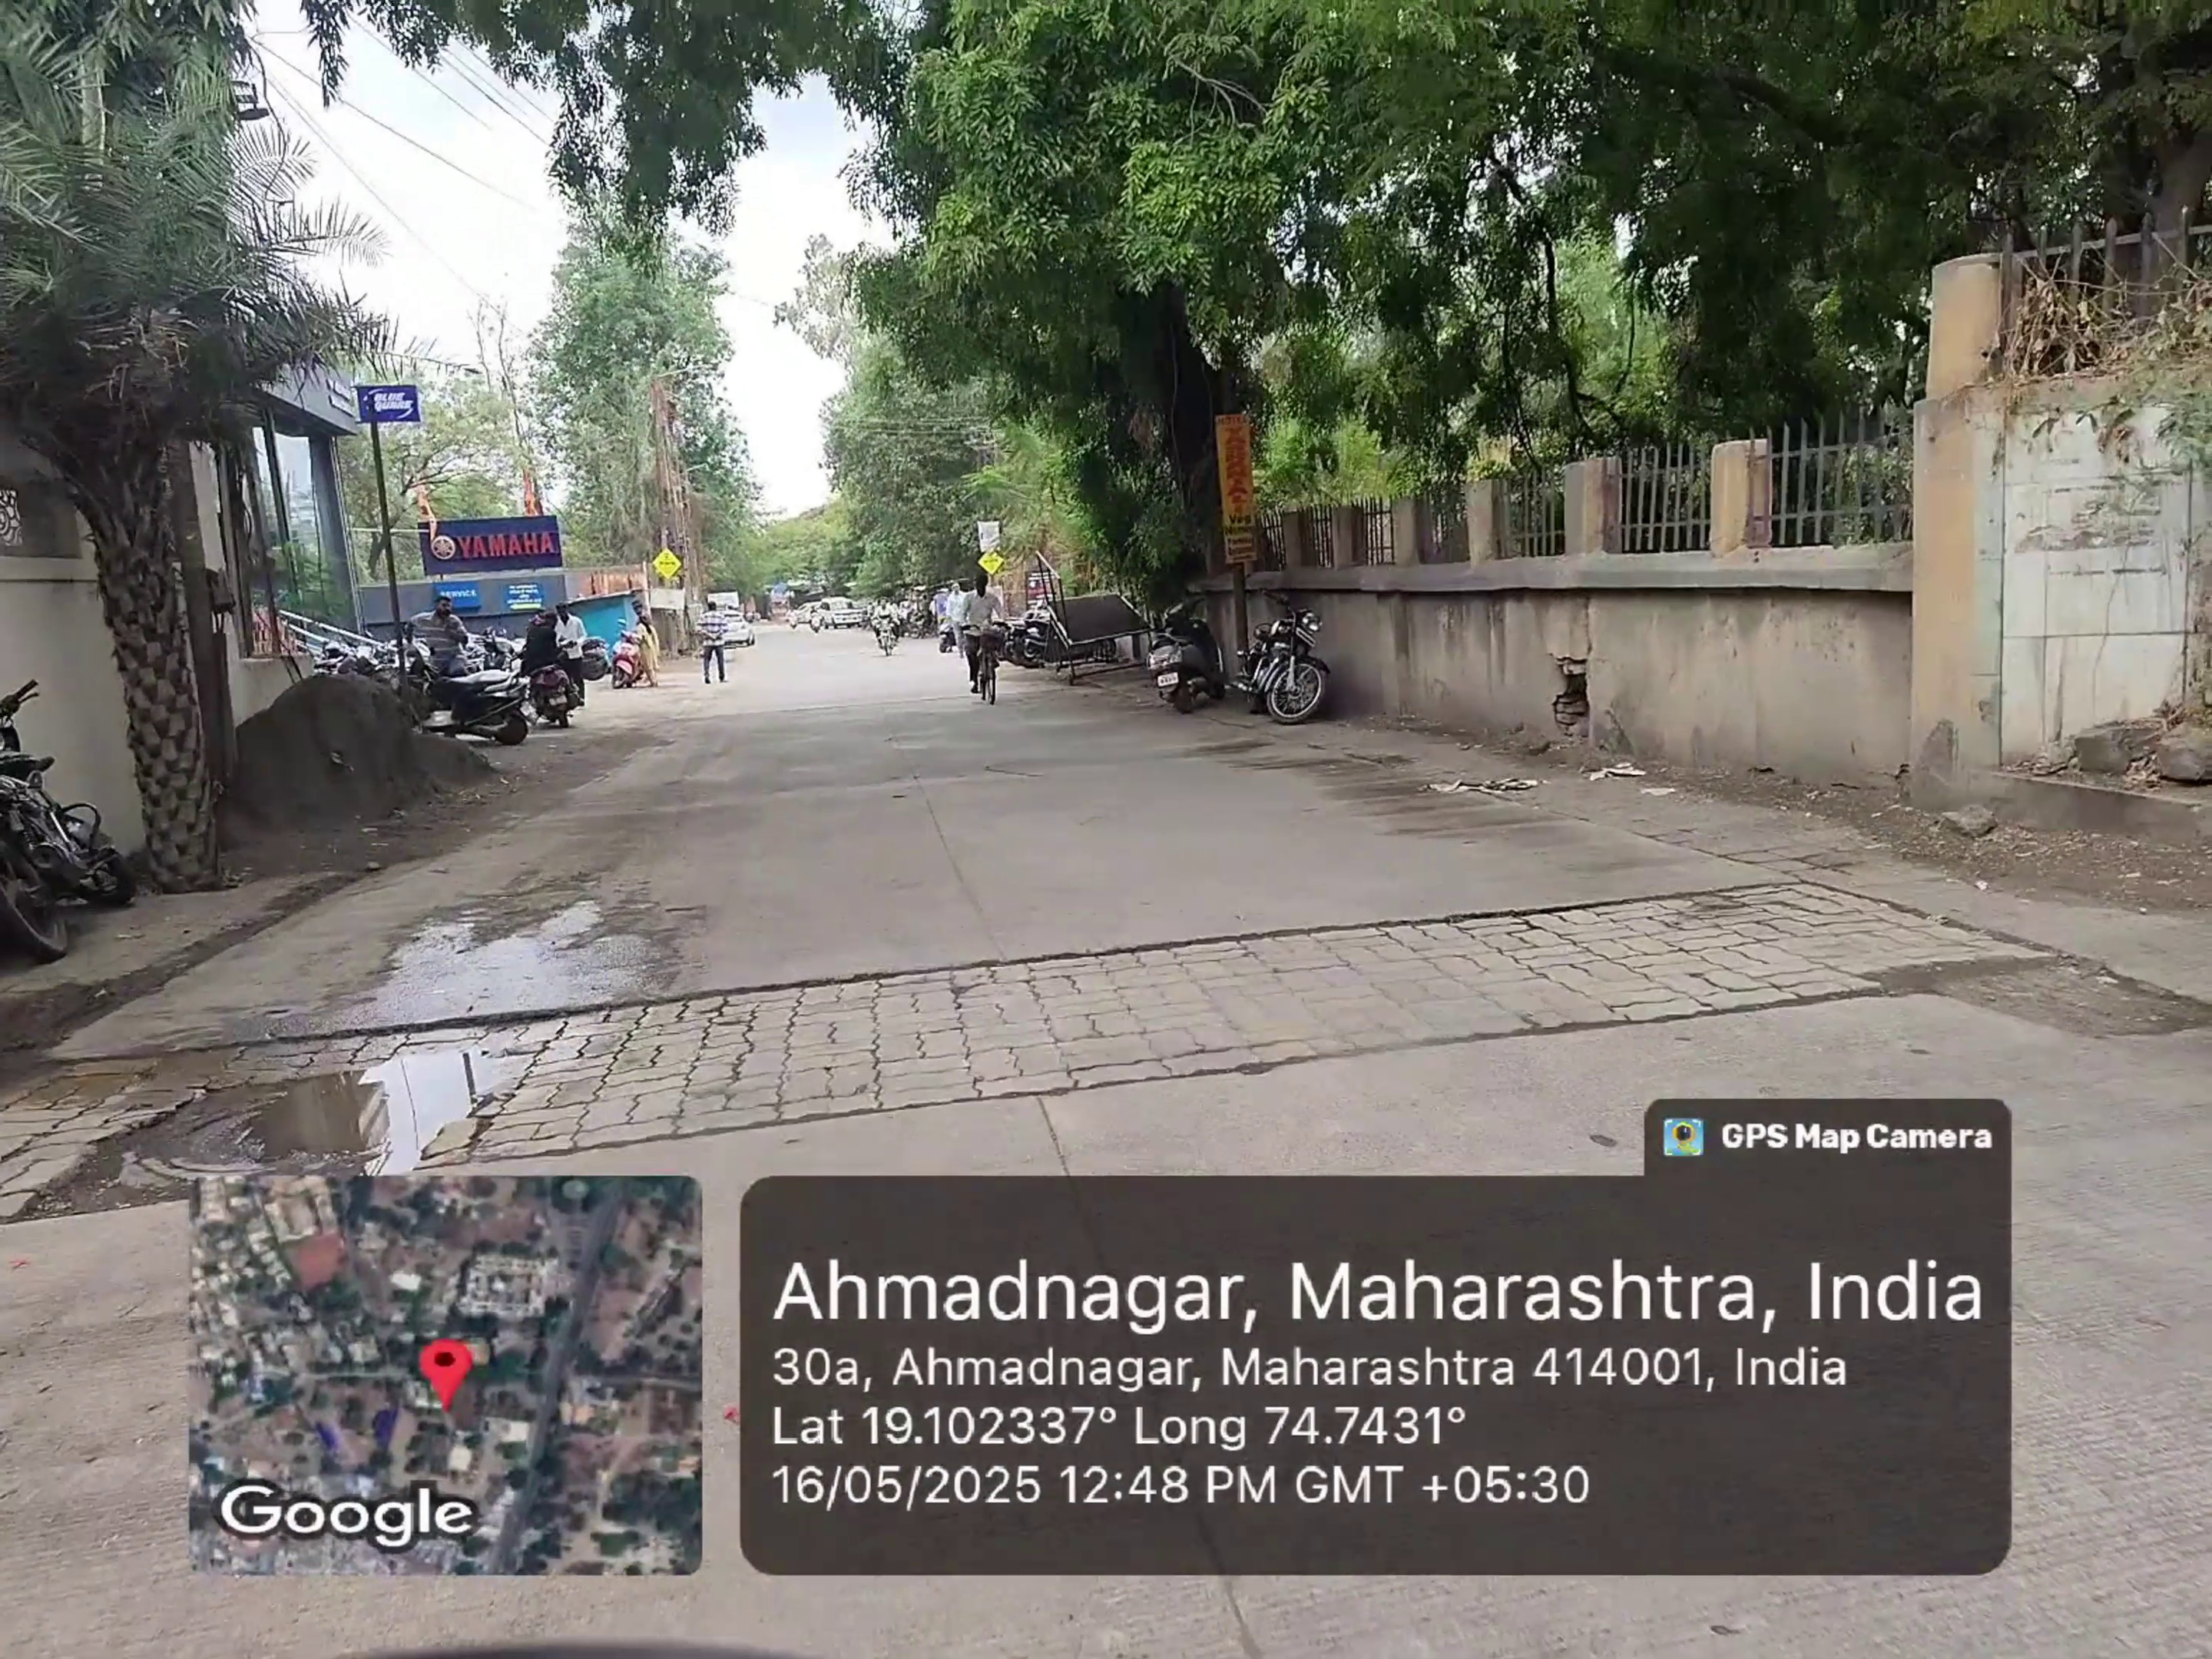 BLUE
SQUARE
YAMAHA
SERVICE
Veg
GPS Map Camera
Ahmadnagar, Maharashtra, India
30a, Ahmadnagar, Maharashtra 414001, India
Lat 19.102337° Long 74.7431°
16/05/2025 12:48 PM GMT +05:30
Google